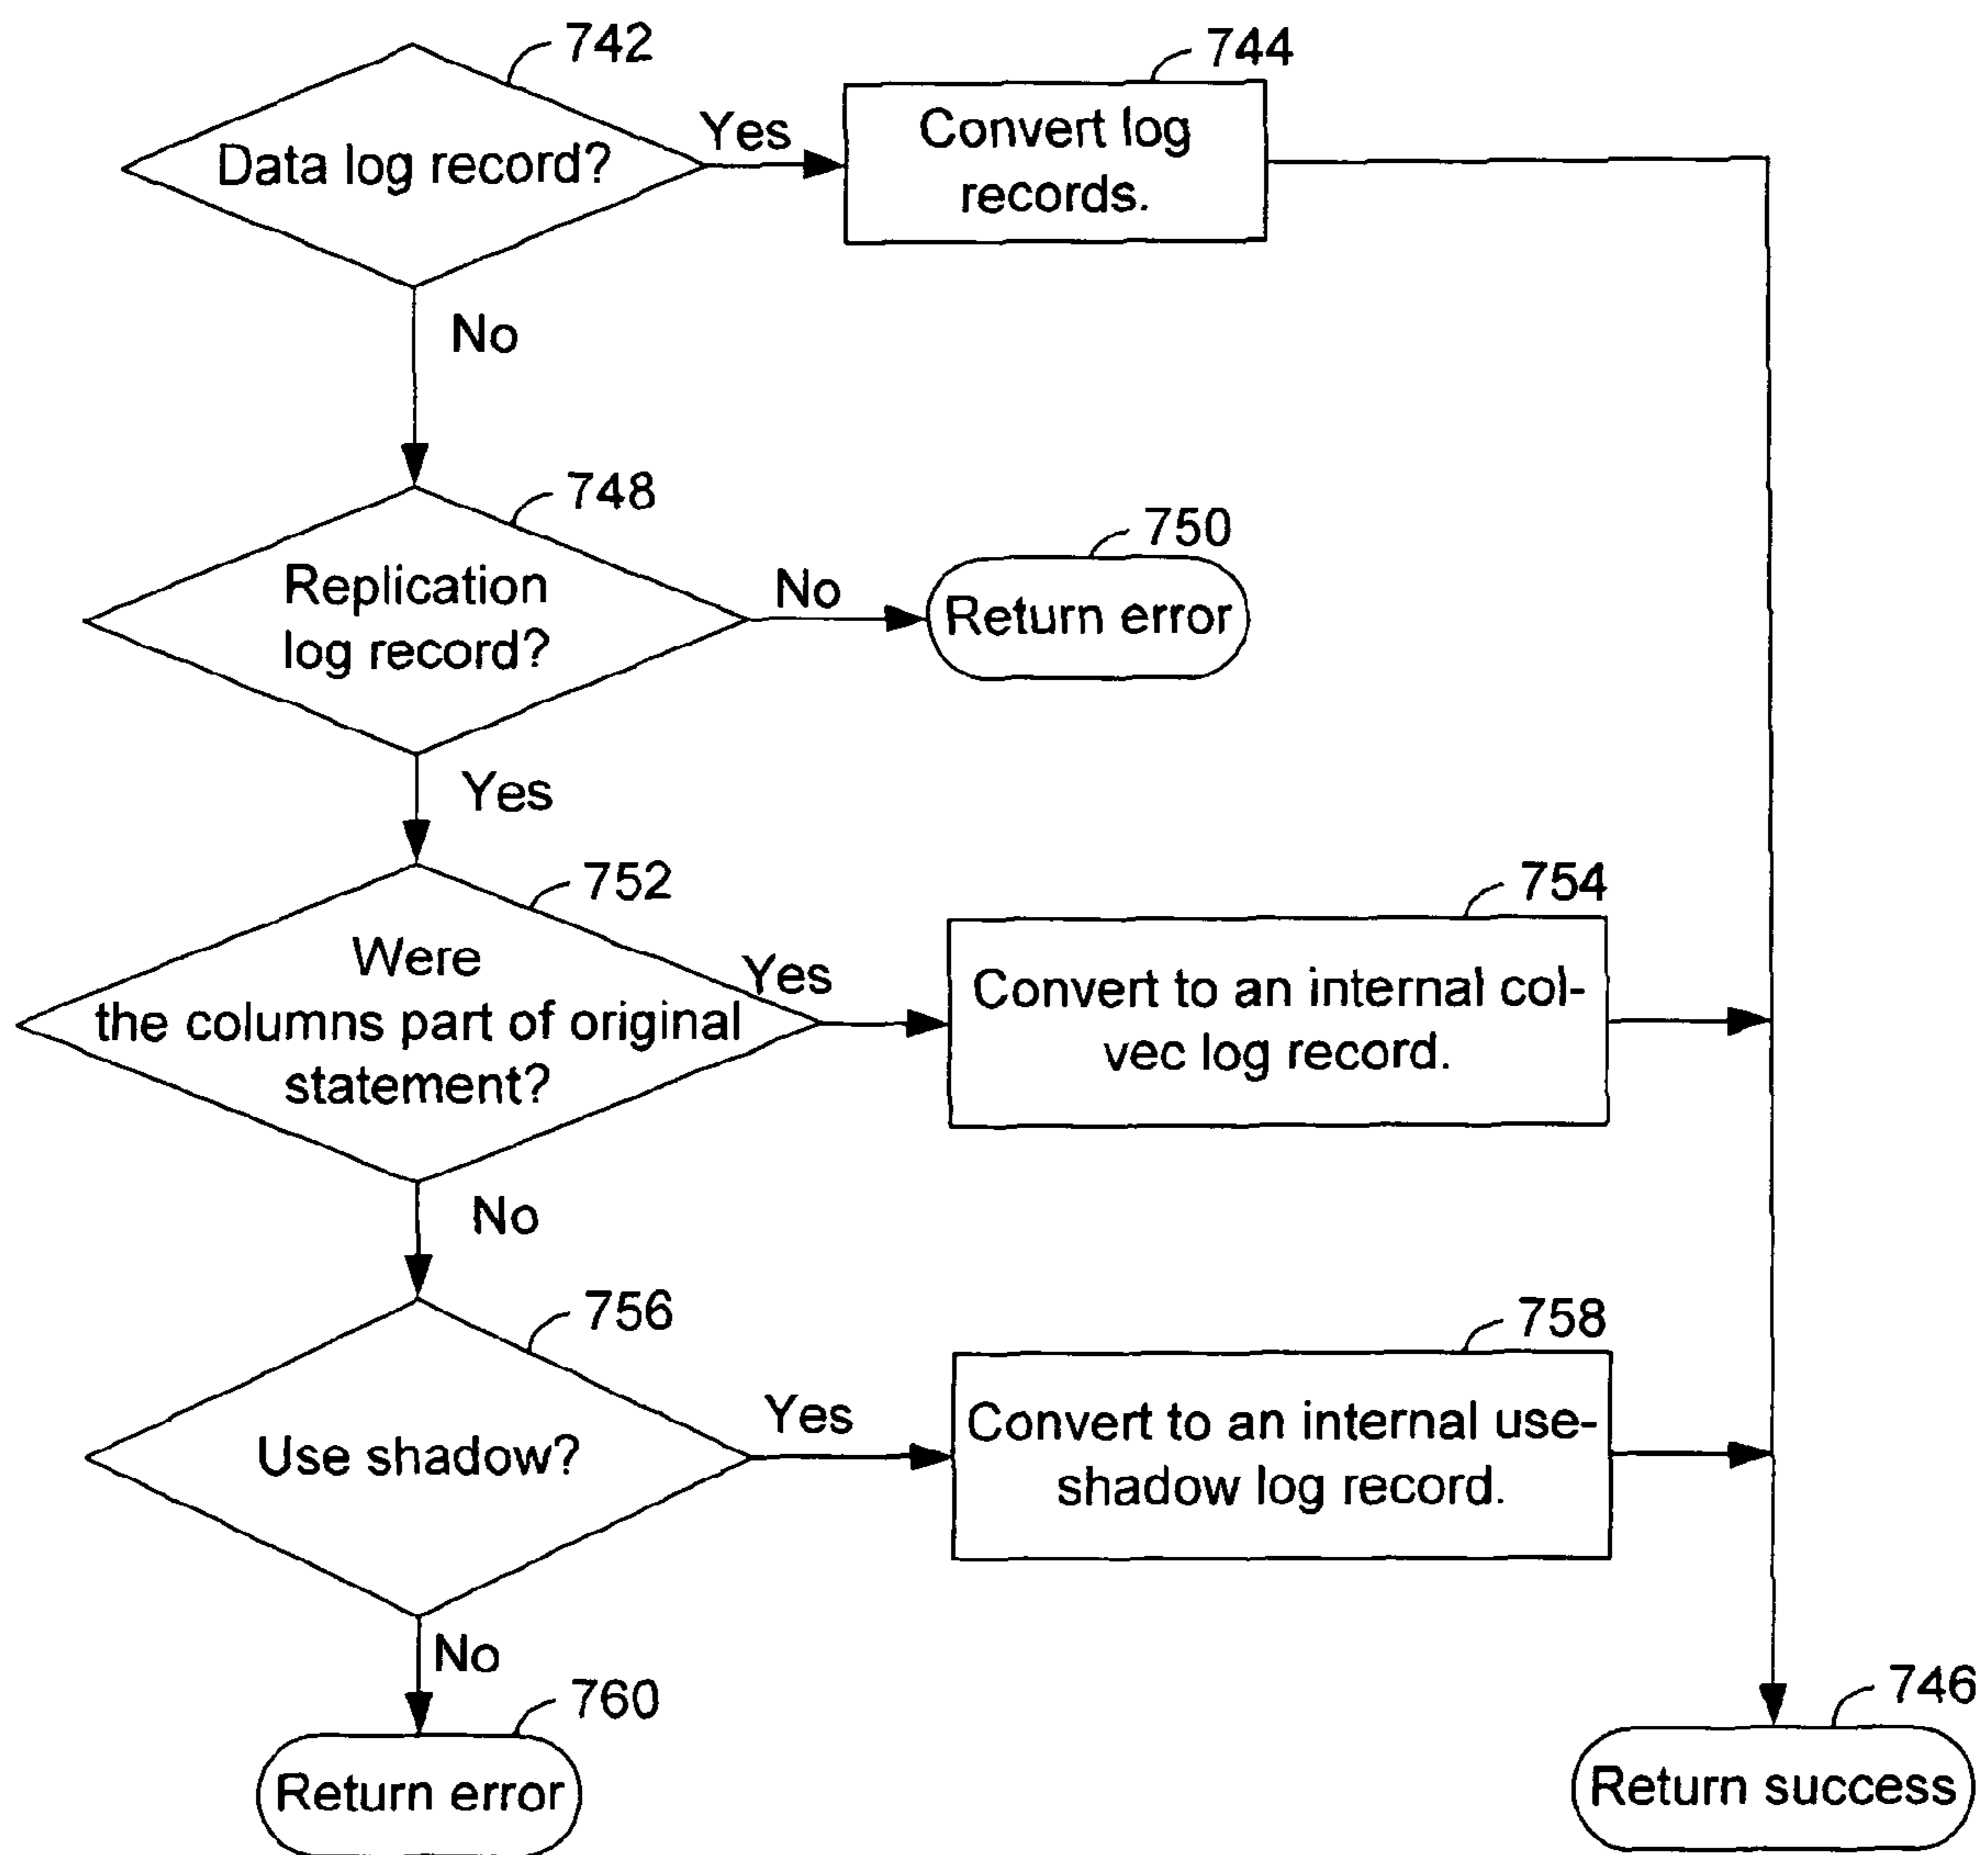 742
744
Data log record?
Yes
Convert log
records.
No
748
750
Replication
log record?
No
Return error
Yes
752
754
Were
the columns part of original
statement?
Yes
Convert to an internal col-
vec log record.
No
756
758
Use shadow?
Yes
Convert to an internal use-
shadow log record.
No
760
746
Return error
Return success